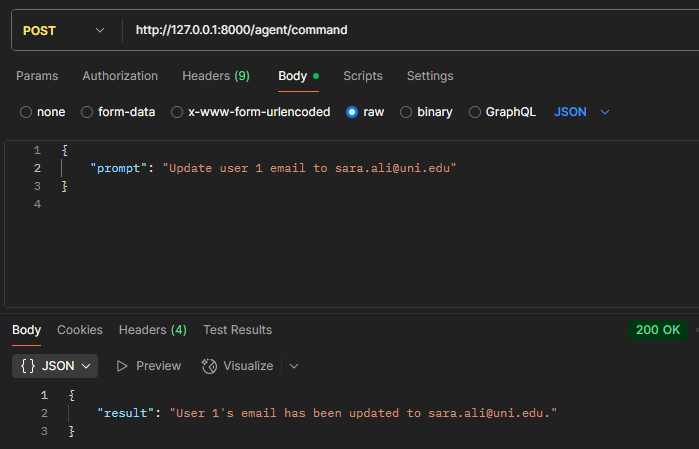 POST http://127.0.0.1:8000/agent/command
Params Authorization Headers (9) Body Scripts Settings
none form-data x-www-form-urlencoded raw binary GraphQL JSON
1 {
2 "prompt": "Update user 1 email to sara.ali@uni.edu"
3 }
4
Body Cookies Headers (4) Test Results 200 OK
{} JSON Preview Visualize
1 {
2 "result": "User 1's email has been updated to sara.ali@uni.edu."
3 }